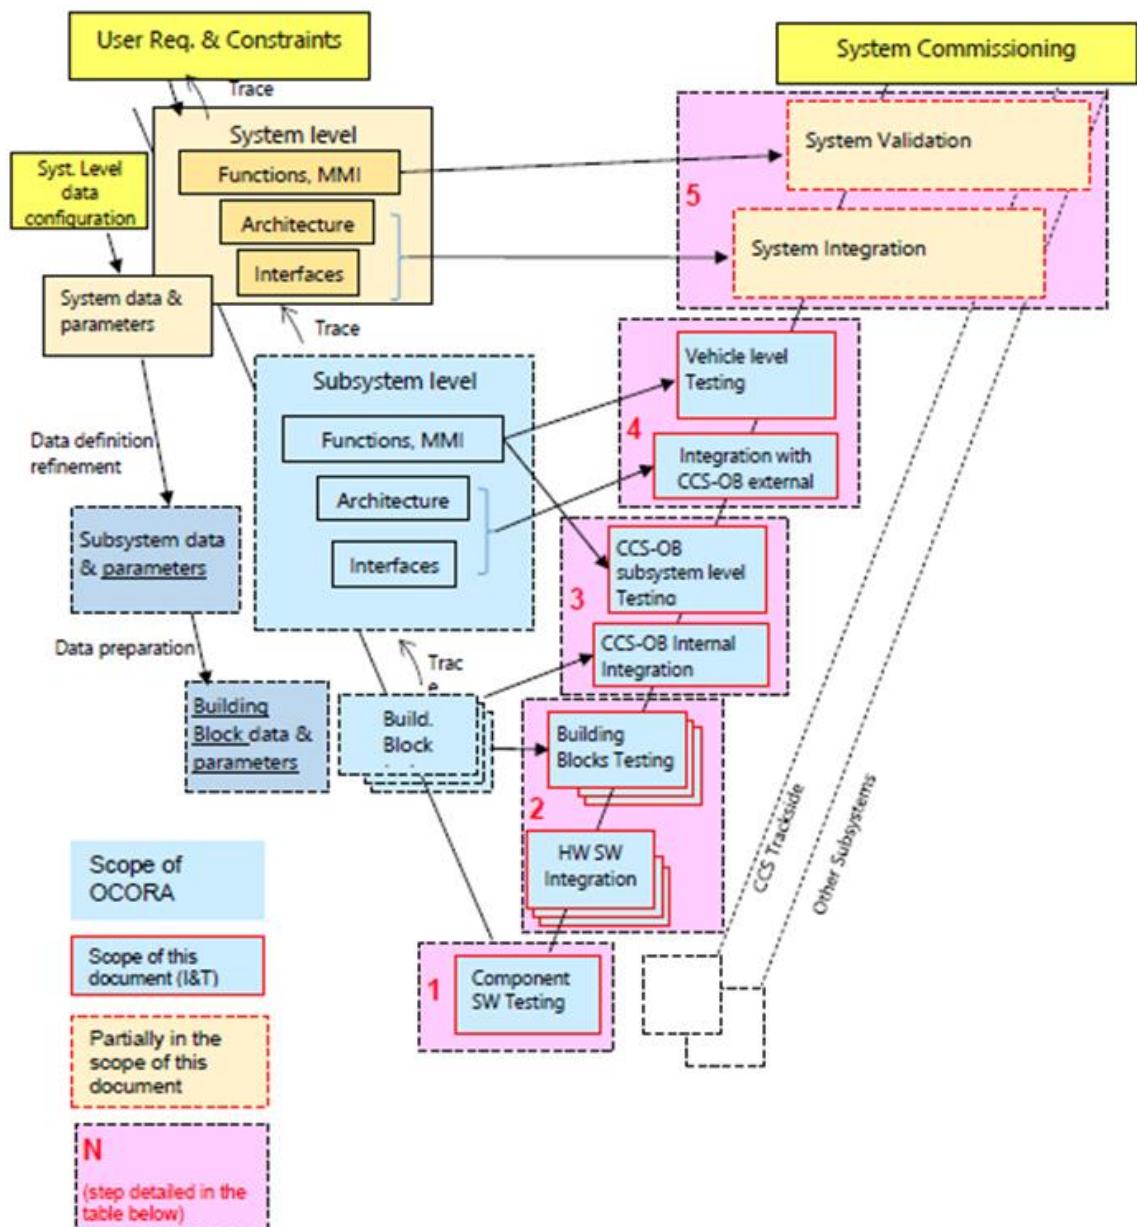 User Req. & Constraints
System Commissioning
Trace
System level
Functions, MMI
Architecture
Interfaces
Syst. Level
data
configuration
System data &
parameters
System Validation
5
System Integration
Trace
Subsystem level
Functions, MMI
Architecture
Interfaces
Vehicle level
Testing
4
Integration with
CCS-OB external
Data definition
refinement
Subsystem data
& parameters
CCS-OB
subsystem level
Testing
3
CCS-OB Internal
Integration
Data preparation
Trac
e
Building
Block data &
parameters
Build.
Block
Building
Blocks Testing
2
HW SW
Integration
CCS Trackside
Other Subsystems
1
Component
SW Testing
Scope of
OCORA
Scope of this
document (I&T)
Partially in the
scope of this
document
N
(step detailed in the
table below)